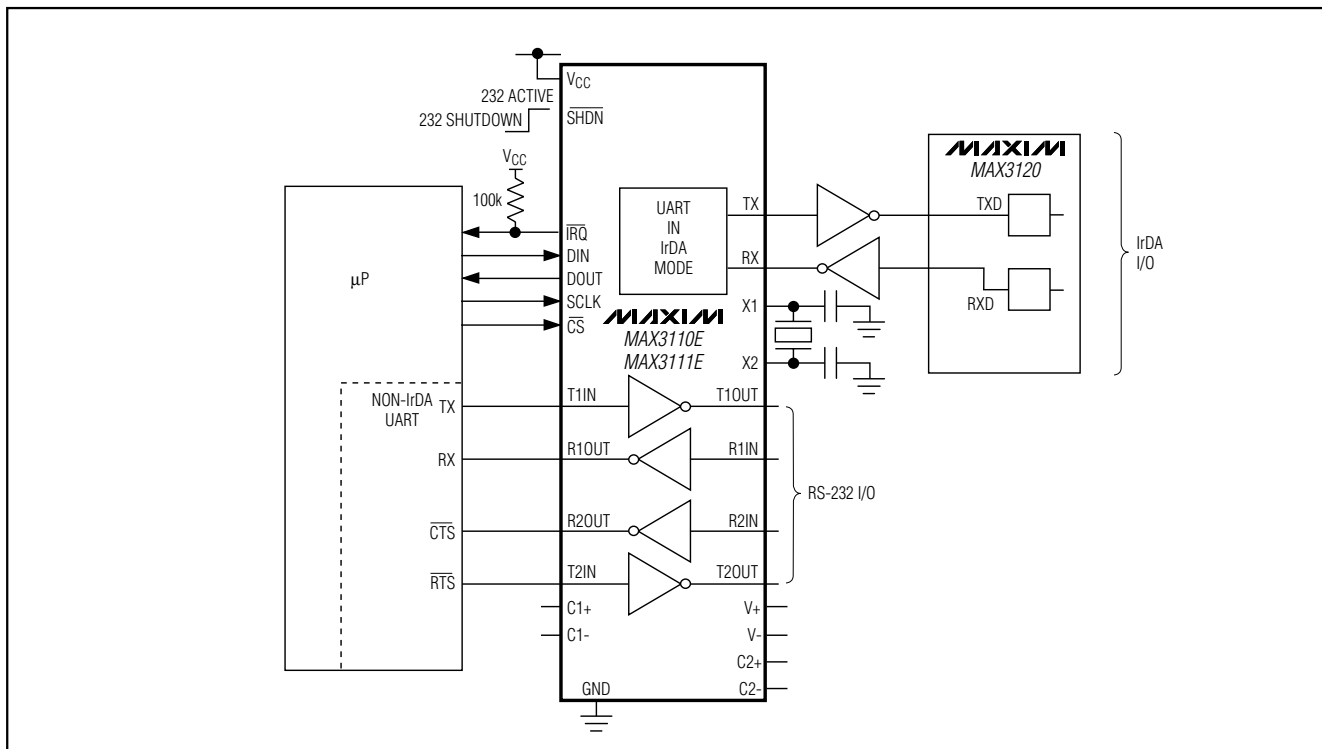 VCC
232 ACTIVE
232 SHUTDOWN
SHDN
VCC
100k
IRQ
DIN
DOUT
SCLK
CS
µP
UART
IN
IrDA
MODE
TX
RX
X1
X2
MAXIM
MAX3110E
MAX3111E
MAXIM
MAX3120
TXD
RXD
IrDA
I/O
NON-IrDA
UART
TX
RX
CTS
RTS
T1IN
R1OUT
R2OUT
T2IN
T1OUT
R1IN
R2IN
T2OUT
RS-232 I/O
C1+
C1-
V+
V-
C2+
C2-
GND